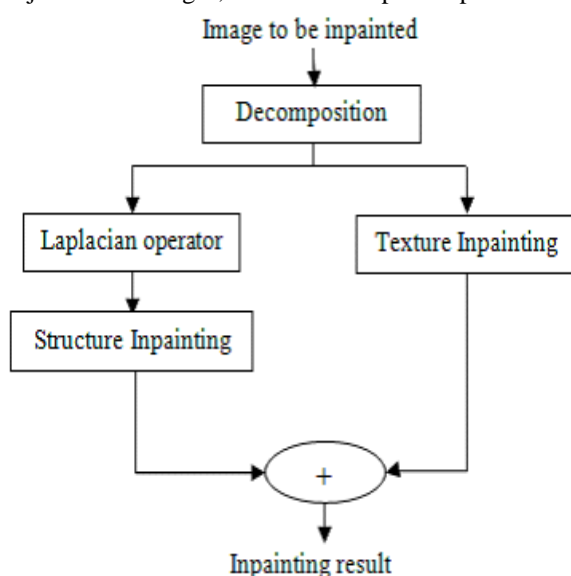 Image to be inpainted
Decomposition
Laplacian operator
Texture Inpainting
Structure Inpainting
+
Inpainting result